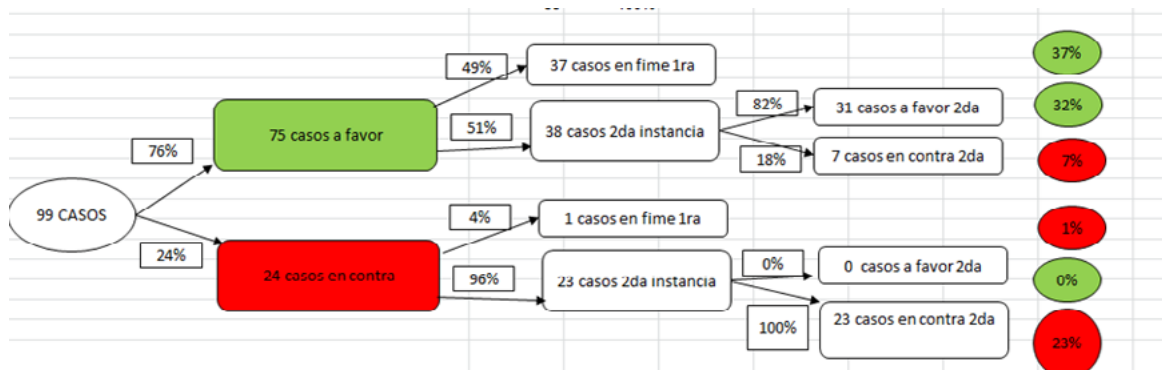 37%
49%
37 casos en fime 1ra
82%
31 casos a favor 2da
32%
75 casos a favor
51%
38 casos 2da instancia
76%
18%
7 casos en contra 2da
7%
99 CASOS
4%
1 casos en fime 1ra
1%
24%
0%
0 casos a favor 2da
24 casos en contra
96%
23 casos 2da instancia
0%
100%
23 casos en contra 2da
23%